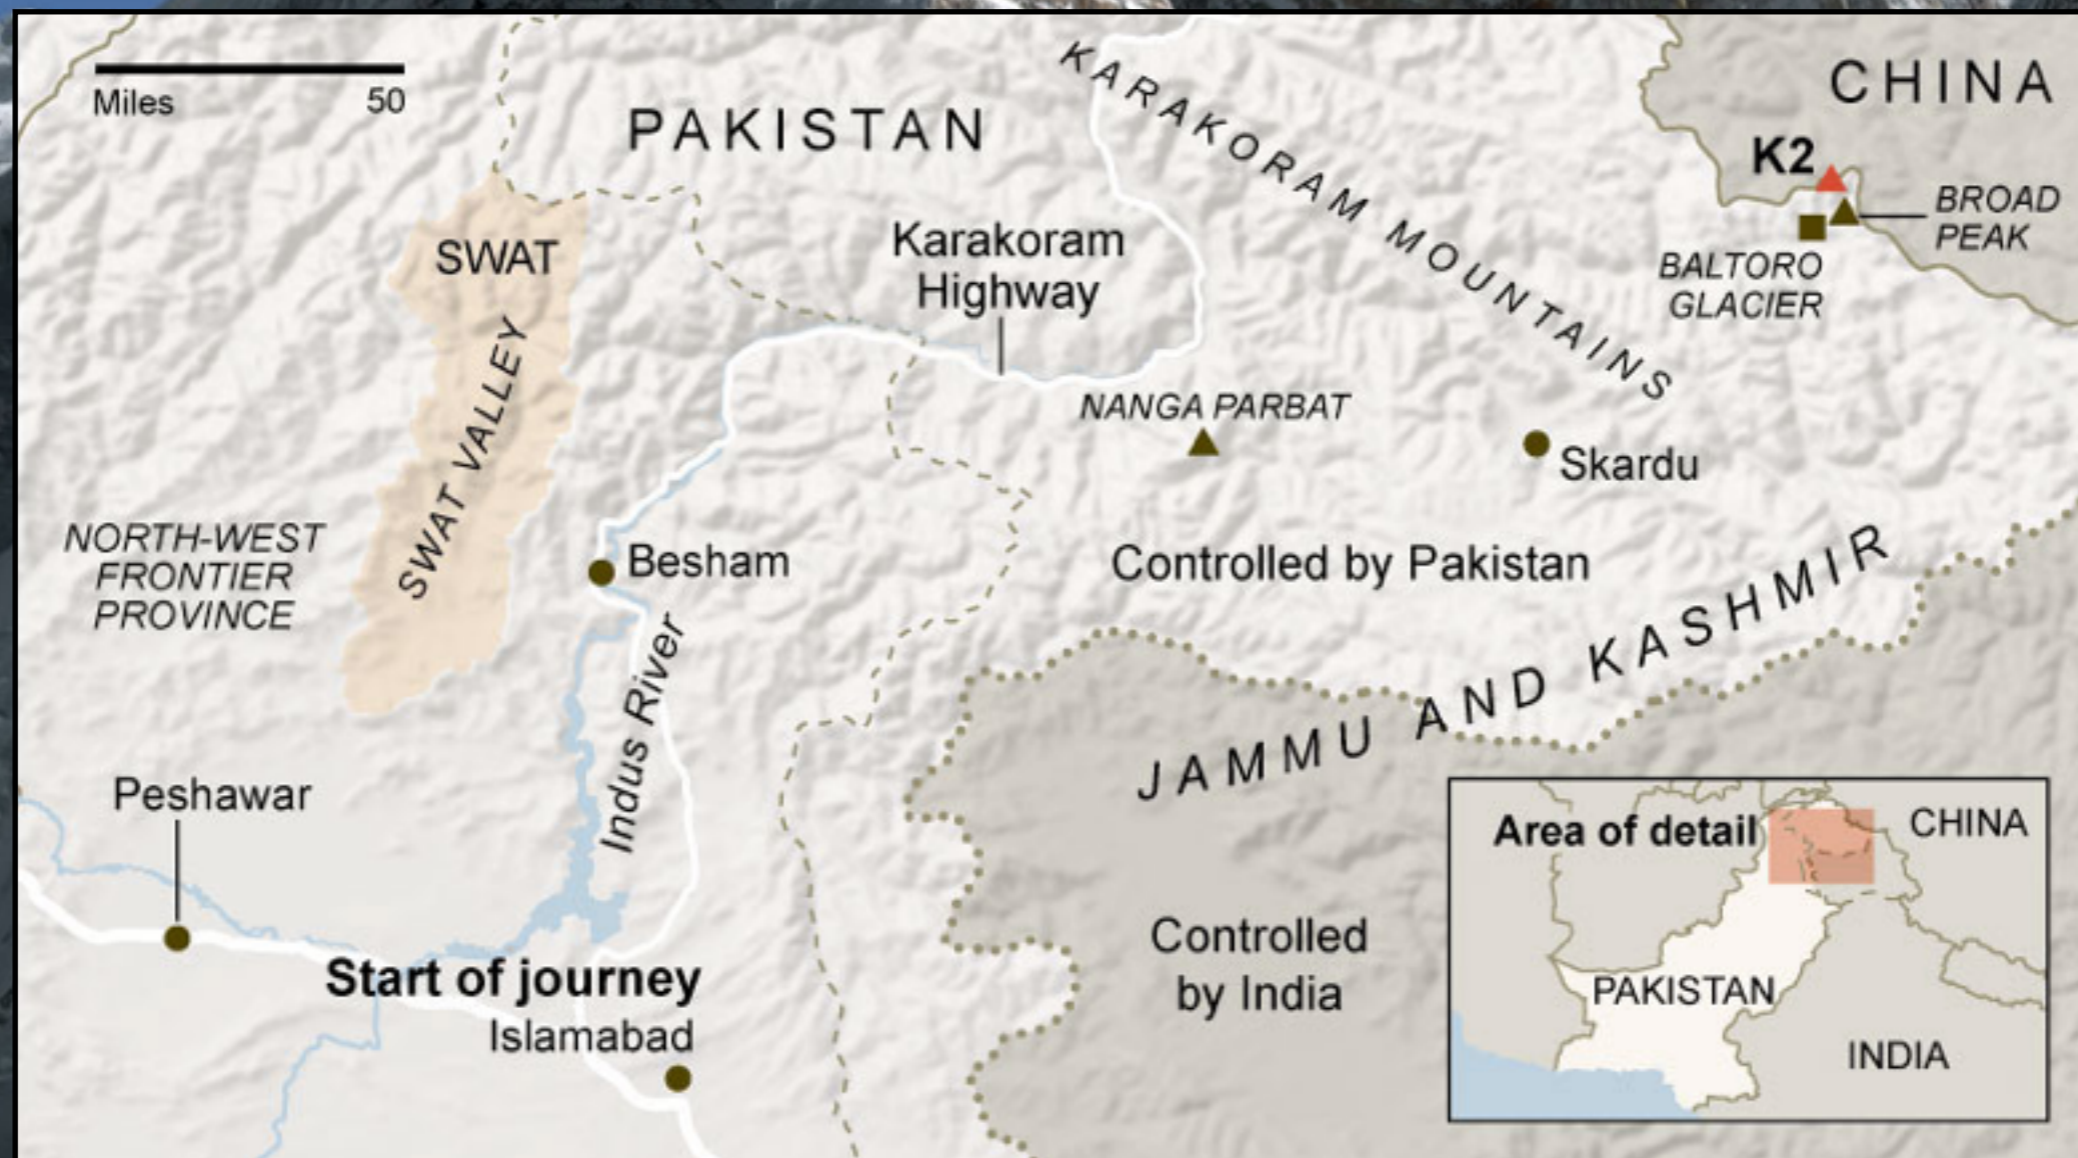 Miles 50
PAKISTAN
KARAKORAM MOUNTAINS
CHINA
K2
BROAD
PEAK
BALTORO
GLACIER
SWAT
SWAT VALLEY
Karakoram
Highway
NANGA PARBAT
Skardu
NORTH-WEST
FRONTIER
PROVINCE
Besham
Controlled by Pakistan
JAMMU AND KASHMIR
Indus River
Peshawar
Start of journey
Islamabad
Controlled
by India
Area of detail
CHINA
PAKISTAN
INDIA